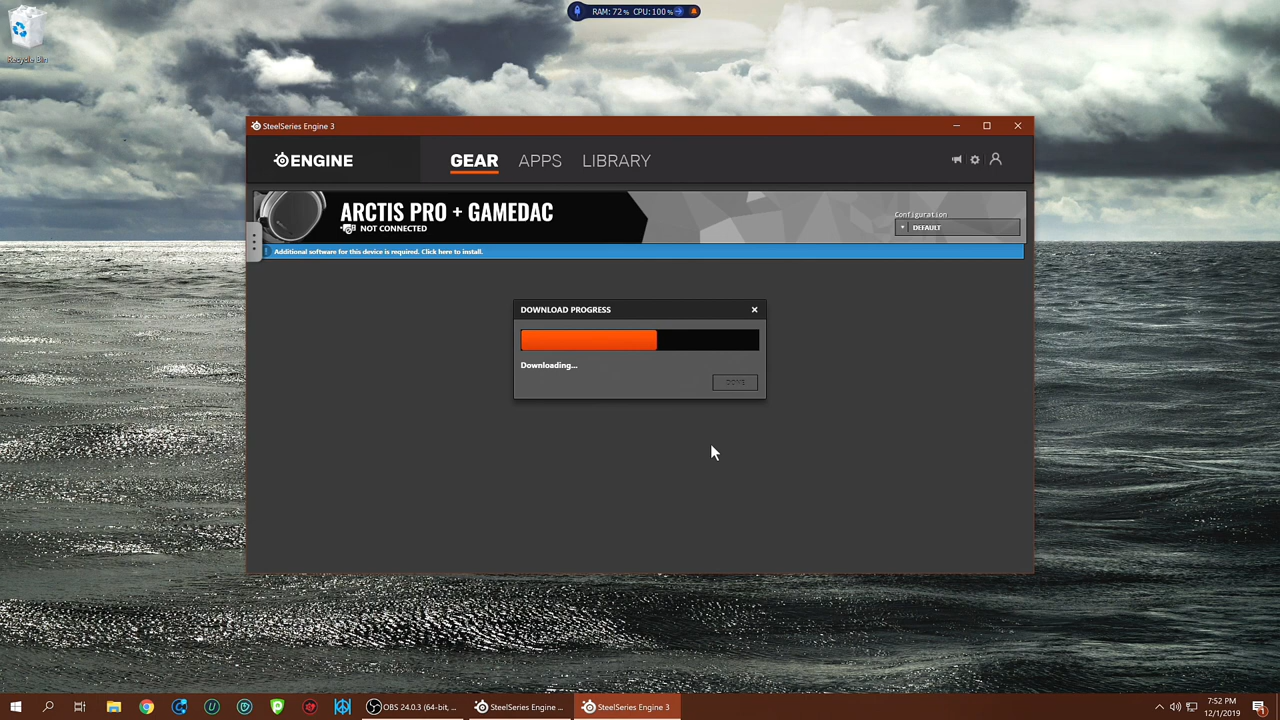 RAM: 72% CPU: 100%
Recycle Bin
SteelSeries Engine 3
ENGINE
GEAR
APPS
LIBRARY
ARCTIS PRO + GAMEDAC
NOT CONNECTED
Configuration
DEFAULT
Additional software for this device is required. Click here to install.
DOWNLOAD PROGRESS
Downloading...
DONE
OBS 24.0.3 (64-bit, ...
SteelSeries Engine ...
SteelSeries Engine 3
7:52 PM
12/1/2019
1